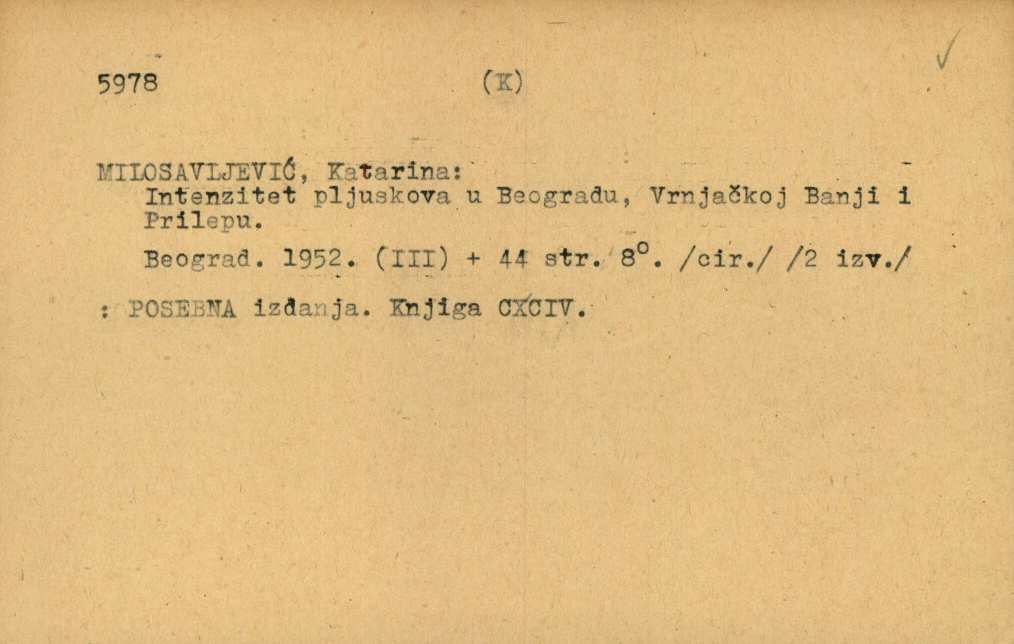 5978 (K)
MILOSAVLJEVIĆ, Katarina:
Intenzitet pljuskova u Beogradu, Vrnjačkoj Banji i
Prilepu.
Beograd. 1952. (III) + 44 str. 8°. /cir./ /2 izv./
: POSEBNA izdanja. Knjiga CXCIV.